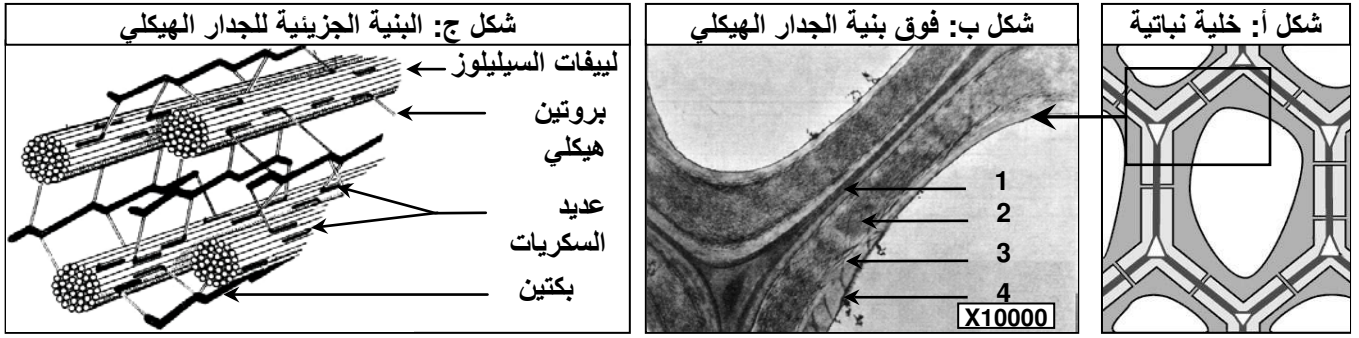 شكل أ: خلية نباتية
شكل ب: فوق بنية الجدار الهيكلي
شكل ج: البنية الجزيئية للجدار الهيكلي
1
2
3
4
X10000
لييفات السيليلوز
بروتين
هيكلي
عديد
السكريات
بكتين